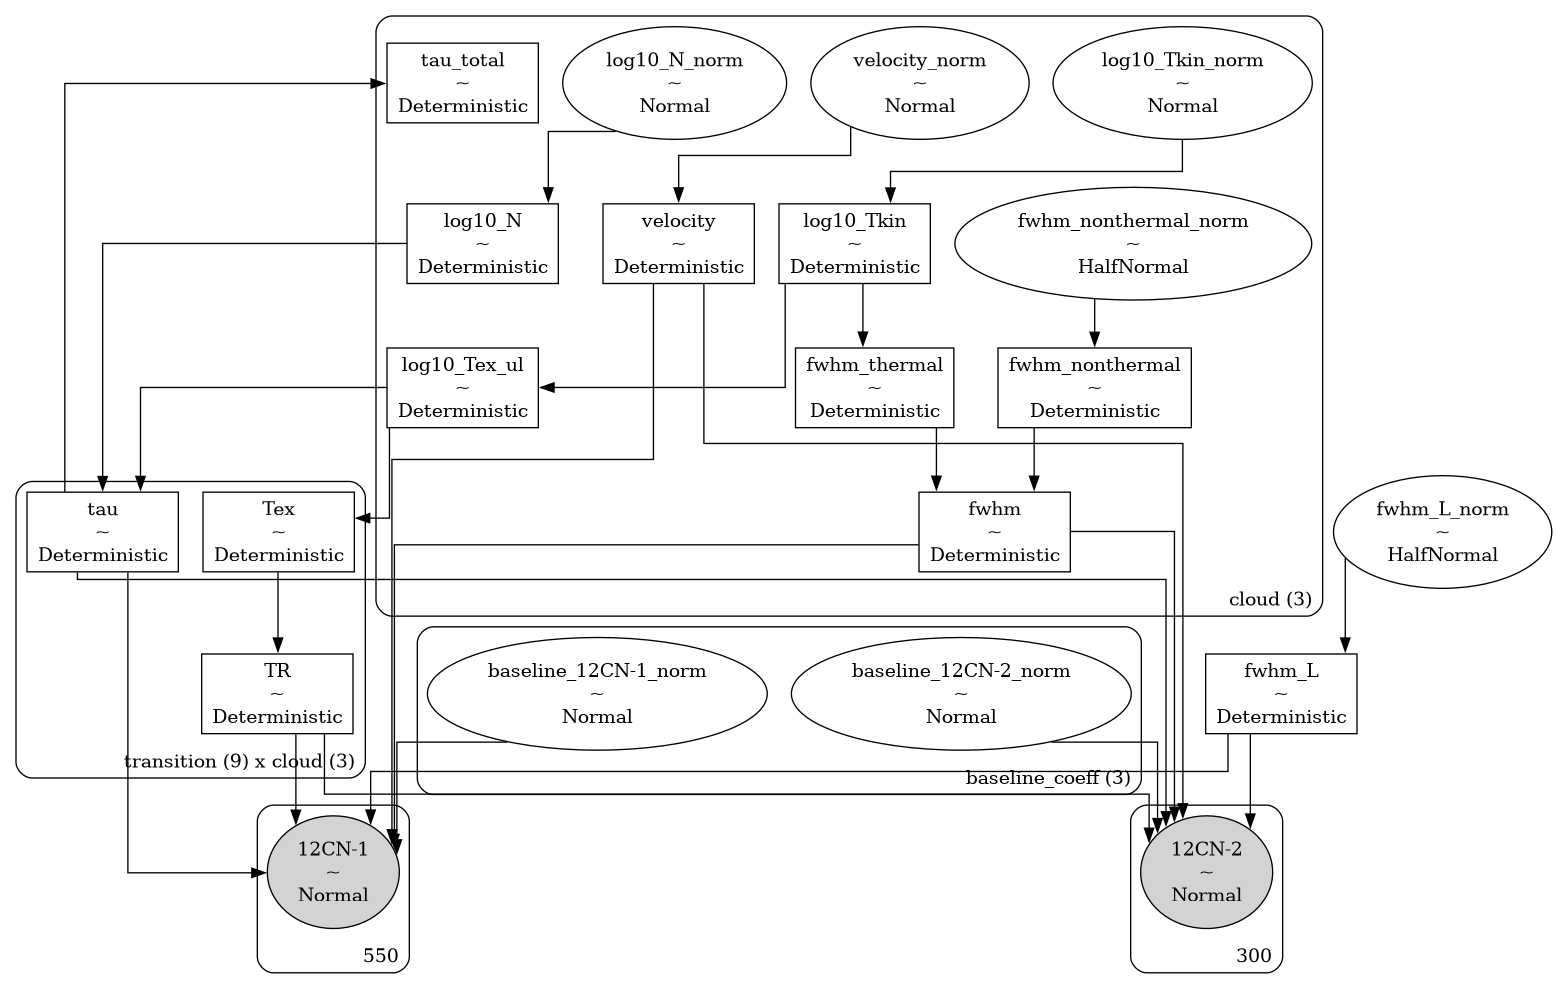 tau_total
~
Deterministic
log10_N_norm
~
Normal
velocity_norm
~
Normal
log10_Tkin_norm
~
Normal
log10_N
~
Deterministic
velocity
~
Deterministic
log10_Tkin
~
Deterministic
fwhm_nonthermal_norm
~
HalfNormal
log10_Tex_ul
~
Deterministic
fwhm_thermal
~
Deterministic
fwhm_nonthermal
~
Deterministic
tau
~
Deterministic
Tex
~
Deterministic
fwhm
~
Deterministic
fwhm_L_norm
~
HalfNormal
cloud (3)
TR
~
Deterministic
baseline_12CN-1_norm
~
Normal
baseline_12CN-2_norm
~
Normal
fwhm_L
~
Deterministic
transition (9) x cloud (3)
baseline_coeff (3)
12CN-1
~
Normal
550
12CN-2
~
Normal
300